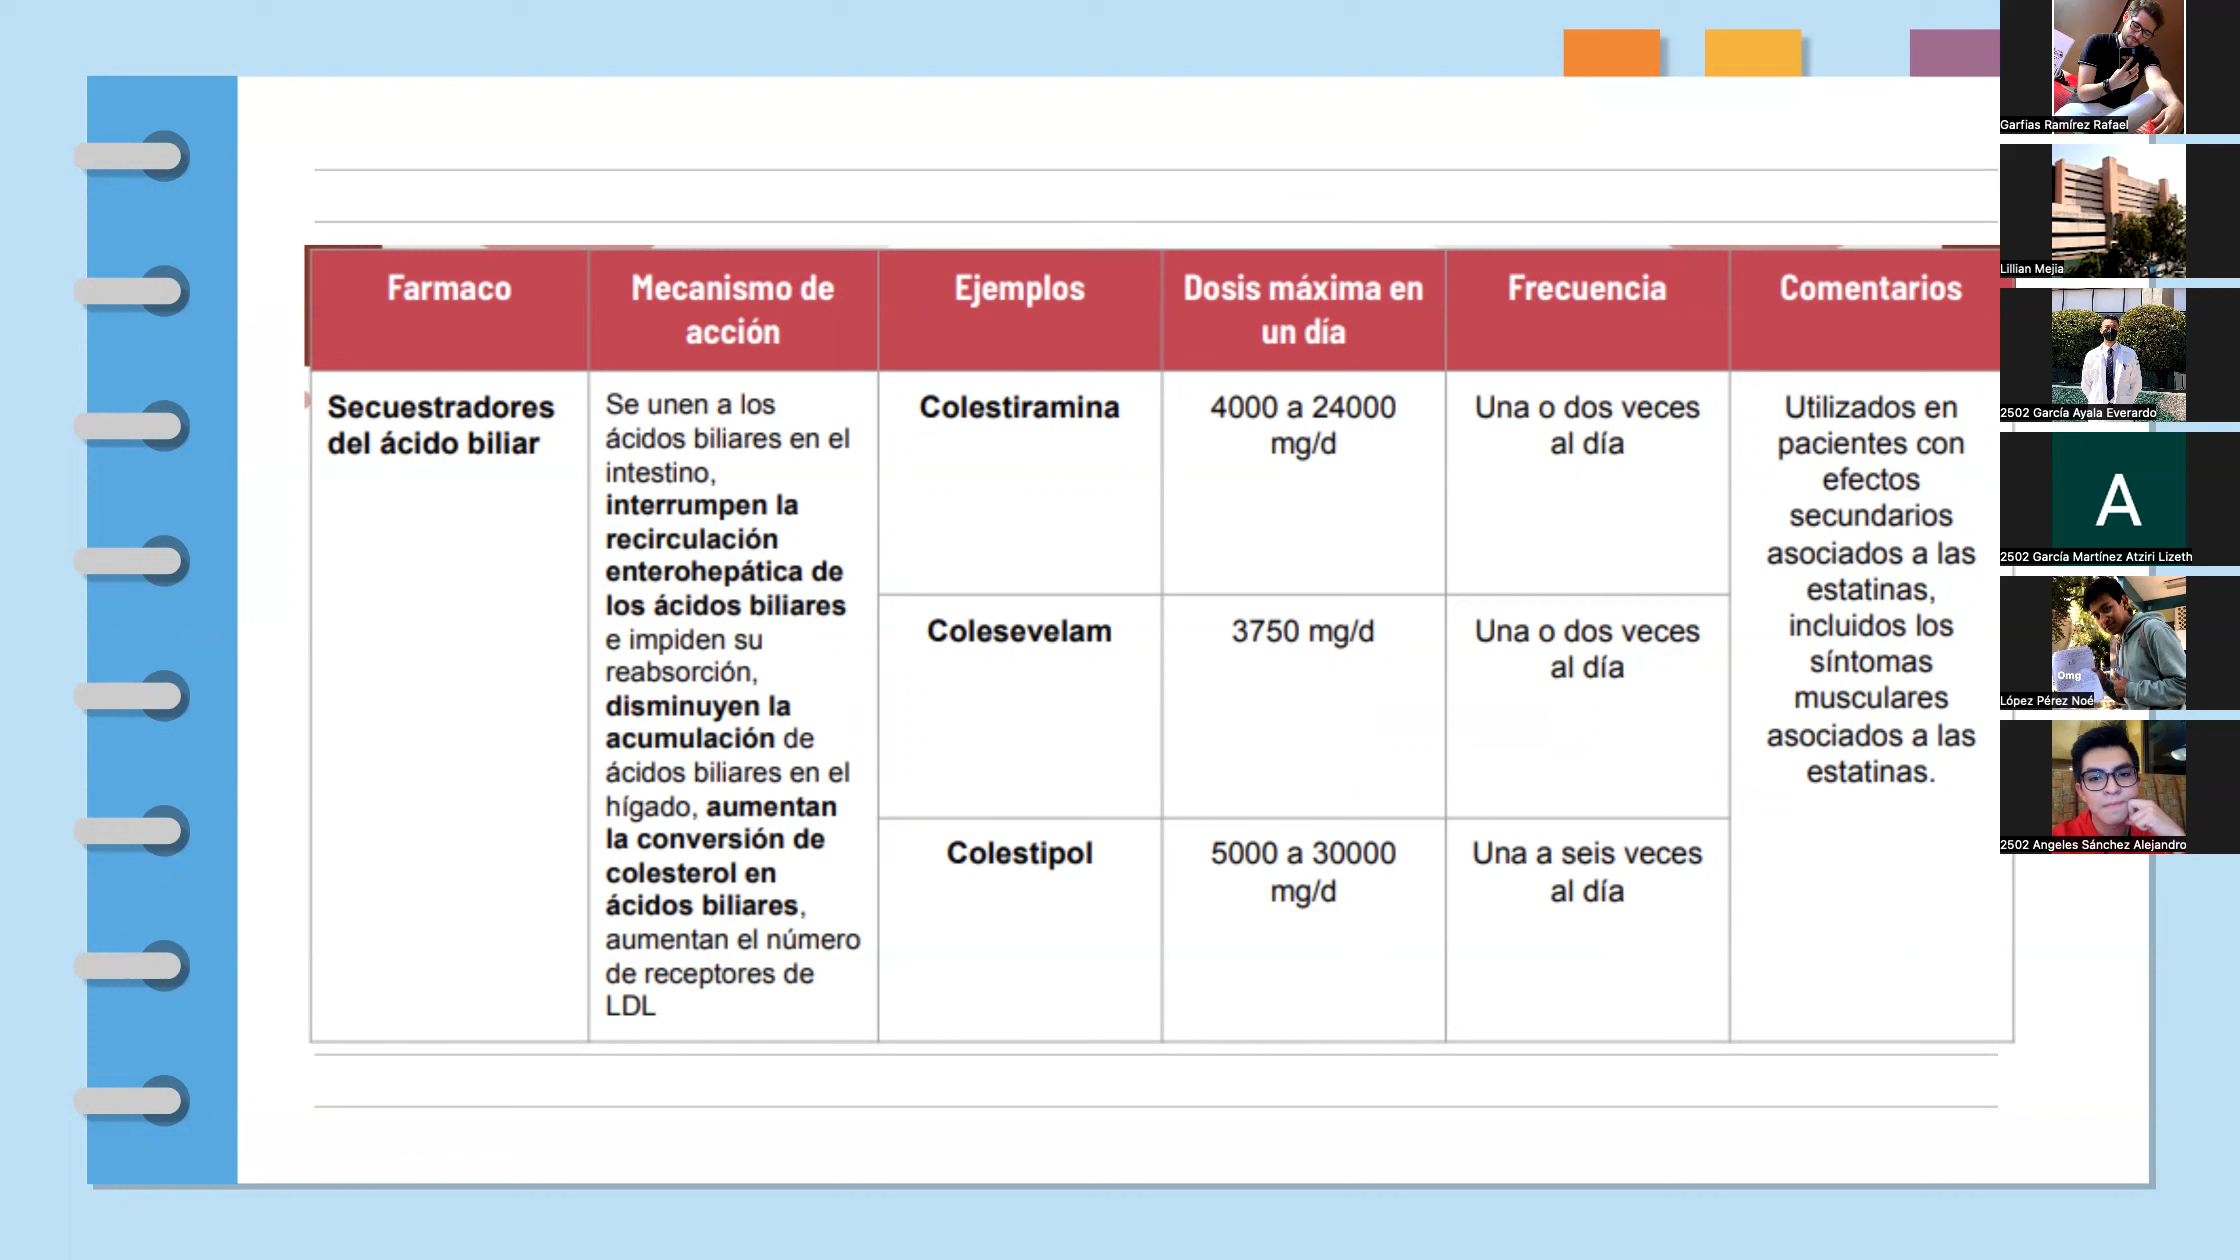 Farmaco
Mecanismo de
acción
Ejemplos
Dosis máxima en
un día
Frecuencia
Comentarios
Secuestradores
del ácido biliar
Se unen a los
ácidos biliares en el
intestino,
interrumpen la
recirculación
enterohepática de
los ácidos biliares
e impiden su
reabsorción,
disminuyen la
acumulación de
ácidos biliares en el
hígado, aumentan
la conversión de
colesterol en
ácidos biliares,
aumentan el número
de receptores de
LDL
Colestiramina
4000 a 24000
mg/d
Una o dos veces
al día
Colesevelam
3750 mg/d
Una o dos veces
al día
Colestipol
5000 a 30000
mg/d
Una a seis veces
al día
Utilizados en
pacientes con
efectos
secundarios
asociados a las
estatinas,
incluidos los
síntomas
musculares
asociados a las
estatinas.
Garfias Ramírez Rafael
Lillian Mejia
2502 García Ayala Everardo
A
2502 García Martínez Atziri Lizeth
Omg
López Pérez Noé
2502 Angeles Sánchez Alejandro